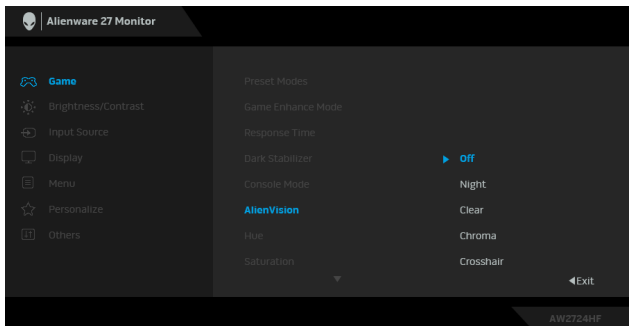 Alienware 27 Monitor
Game
Brightness/Contrast
Input Source
Display
Menu
Personalize
Others
Preset Modes
Game Enhance Mode
Response Time
Dark Stabilizer
Console Mode
AlienVision
Hue
Saturation
Off
Night
Clear
Chroma
Crosshair
Exit
AW2724HF